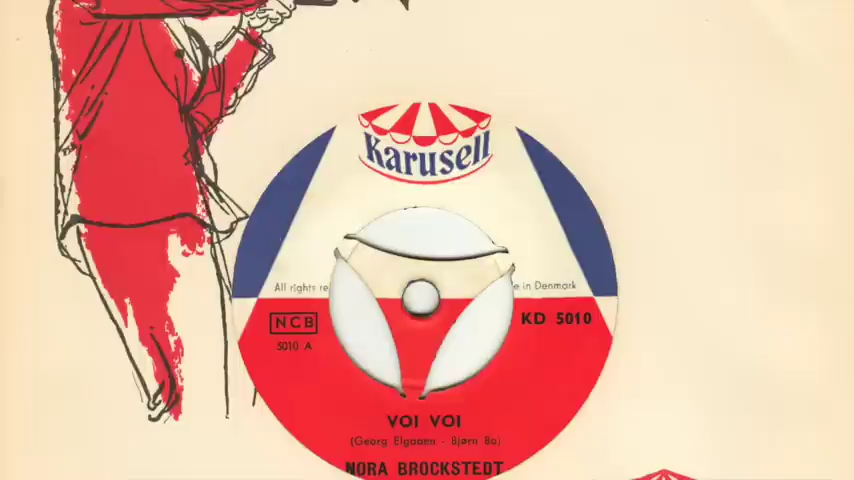 Karusell
All rights re
e in Denmark
NCB
KD 5010
5010 A
VOI VOI
(Georg Elgaaen - Bjørn Bo)
NORA BROCKSTEDT